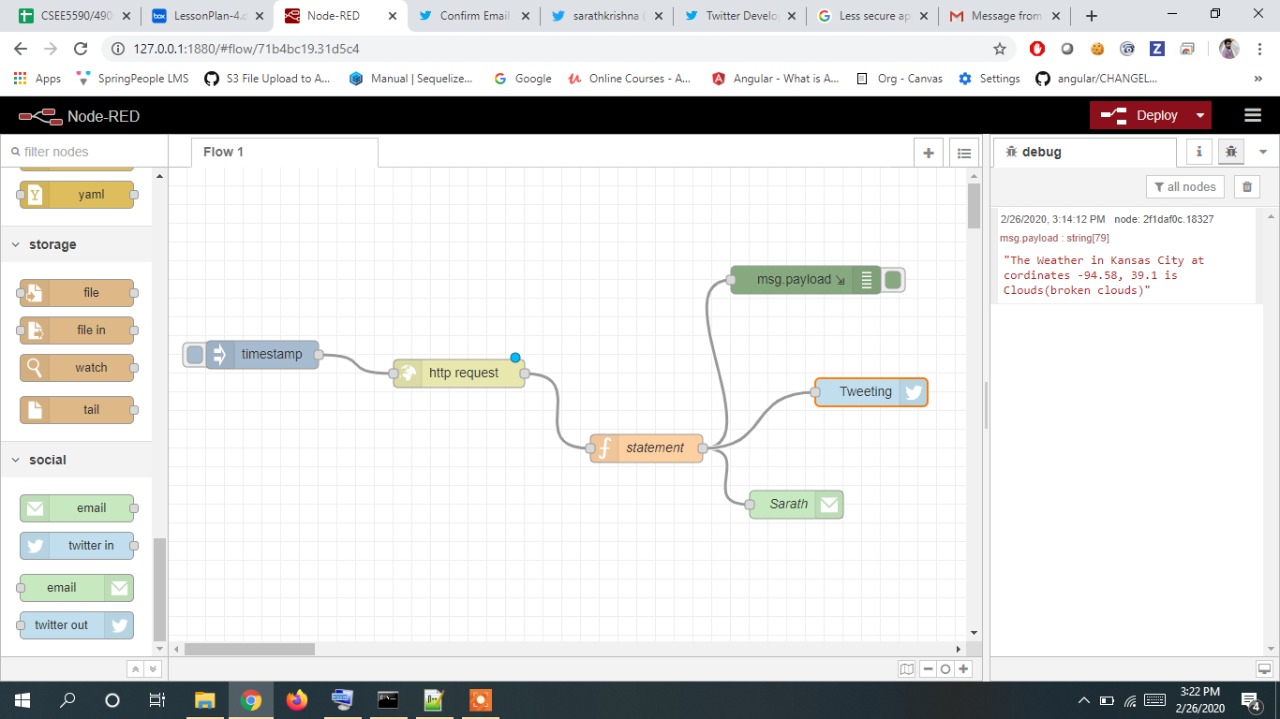 CSEE5590/490
LessonPlan-4.d
Node-RED
Confirm Email
sarathkrishna (
Twitter Develo
Less secure ap
Message from
127.0.0.1:1880/#flow/71b4bc19.31d5c4
Apps
SpringPeople LMS
S3 File Upload to A...
Manual | Sequelize...
Google
Online Courses - A...
Angular - What is A...
Org - Canvas
Settings
angular/CHANGEL...
»
Node-RED
Deploy
filter nodes
Flow 1
debug
all nodes
yaml
storage
file
file in
watch
tail
social
email
twitter in
email
twitter out
timestamp
http request
statement
msg.payload
Tweeting
Sarath
2/26/2020, 3:14:12 PM node: 2f1daf0c.18327
msg.payload : string[79]
"The Weather in Kansas City at
cordinates -94.58, 39.1 is
Clouds(broken clouds)"
3:22 PM
2/26/2020
4